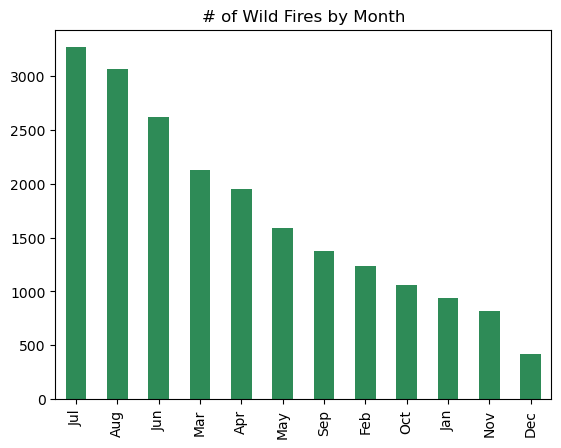 # of Wild Fires by Month
3000
2500
2000
1500
1000
500
0
Jul
Aug
Jun
Mar
Apr
May
Sep
Feb
Oct
Jan
Nov
Dec